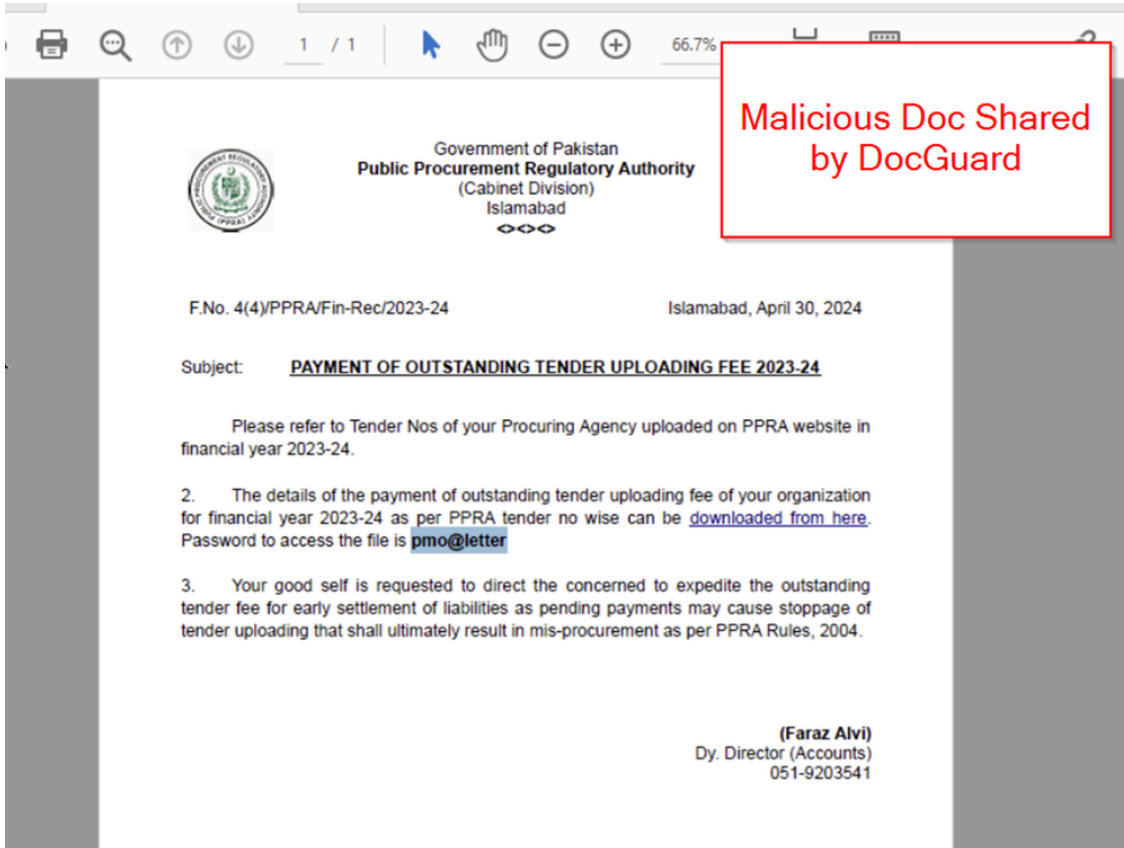 1 / 1
66.7%
Malicious Doc Shared
by DocGuard
Government of Pakistan
Public Procurement Regulatory Authority
(Cabinet Division)
Islamabad
<><><>
F.No. 4(4)/PPRA/Fin-Rec/2023-24 Islamabad, April 30, 2024
Subject: PAYMENT OF OUTSTANDING TENDER UPLOADING FEE 2023-24
Please refer to Tender Nos of your Procuring Agency uploaded on PPRA website in
financial year 2023-24.
2. The details of the payment of outstanding tender uploading fee of your organization
for financial year 2023-24 as per PPRA tender no wise can be downloaded from here.
Password to access the file is pmo@letter
3. Your good self is requested to direct the concerned to expedite the outstanding
tender fee for early settlement of liabilities as pending payments may cause stoppage of
tender uploading that shall ultimately result in mis-procurement as per PPRA Rules, 2004.
(Faraz Alvi)
Dy. Director (Accounts)
051-9203541